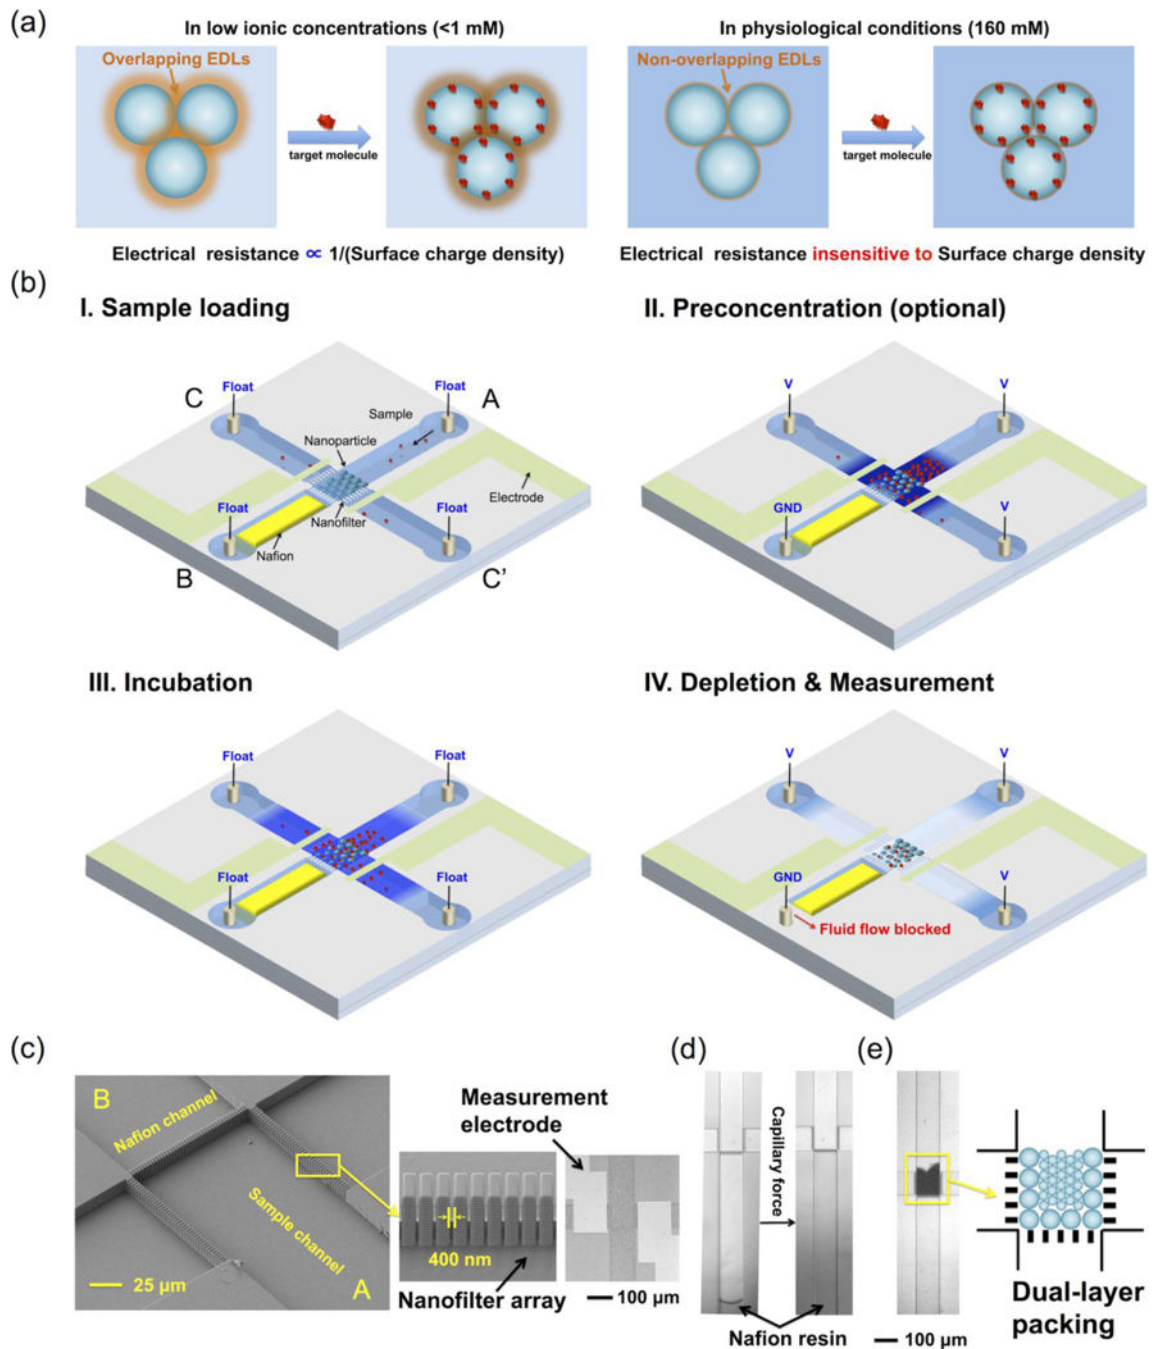 (a)
In low ionic concentrations (<1 mM)
In physiological conditions (160 mM)
Overlapping EDLs
Non-overlapping EDLs
target molecule
target molecule
Electrical resistance ∝ 1/(Surface charge density)
Electrical resistance insensitive to Surface charge density
(b)
I. Sample loading
II. Preconcentration (optional)
C
Float
Float
A
Sample
Nanoparticle
Electrode
Float
Nanofilter
Float
Nafion
B
C'
V
V
GND
V
III. Incubation
IV. Depletion & Measurement
Float
Float
Float
Float
V
V
GND
V
Fluid flow blocked
(c)
(d)
(e)
B
Nafion channel
Sample channel
A
25 µm
Measurement
electrode
400 nm
Nanofilter array
100 µm
Capillary force
Nafion resin
100 µm
Dual-layer
packing